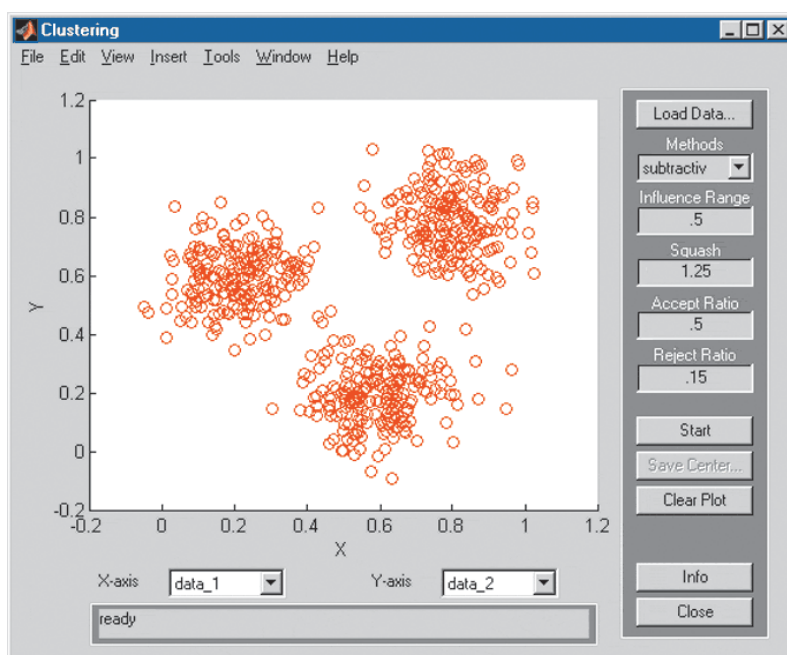 Clustering
File Edit View Insert Tools Window Help
1.2
1
0.8
0.6
0.4
0.2
0
-0.2
Y
-0.2 0 0.2 0.4 0.6 0.8 1 1.2
X
X-axis data_1 Y-axis data_2
ready
Load Data...
Methods
subtractiv
Influence Range
.5
Squash
1.25
Accept Ratio
.5
Reject Ratio
.15
Start
Save Center...
Clear Plot
Info
Close